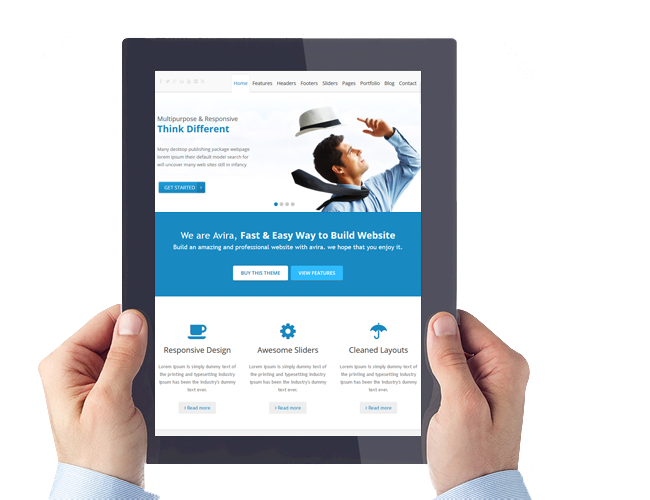 Home Features Headers Footers Sliders Pages Portfolio Blog Contact
Multipurpose & Responsive
Think Different
Many desktop publishing package webpage
lorem ipsum their default model search for
will uncover many web sites still in infancy.
GET STARTED
We are Avira, Fast & Easy Way to Build Website
Build an amazing and professional website with avira. we hope that you enjoy it.
BUY THIS THEME VIEW FEATURES
Responsive Design Awesome Sliders Cleaned Layouts
Lorem Ipsum is simply dummy text Lorem Ipsum is simply dummy text Lorem Ipsum is simply dummy text
of the printing and typesetting industry of the printing and typesetting industry of the printing and typesetting industry
Ipsum has been the industry's dummy Ipsum has been the industry's dummy Ipsum has been the industry's dummy
text ever. text ever. text ever.
Read more Read more Read more